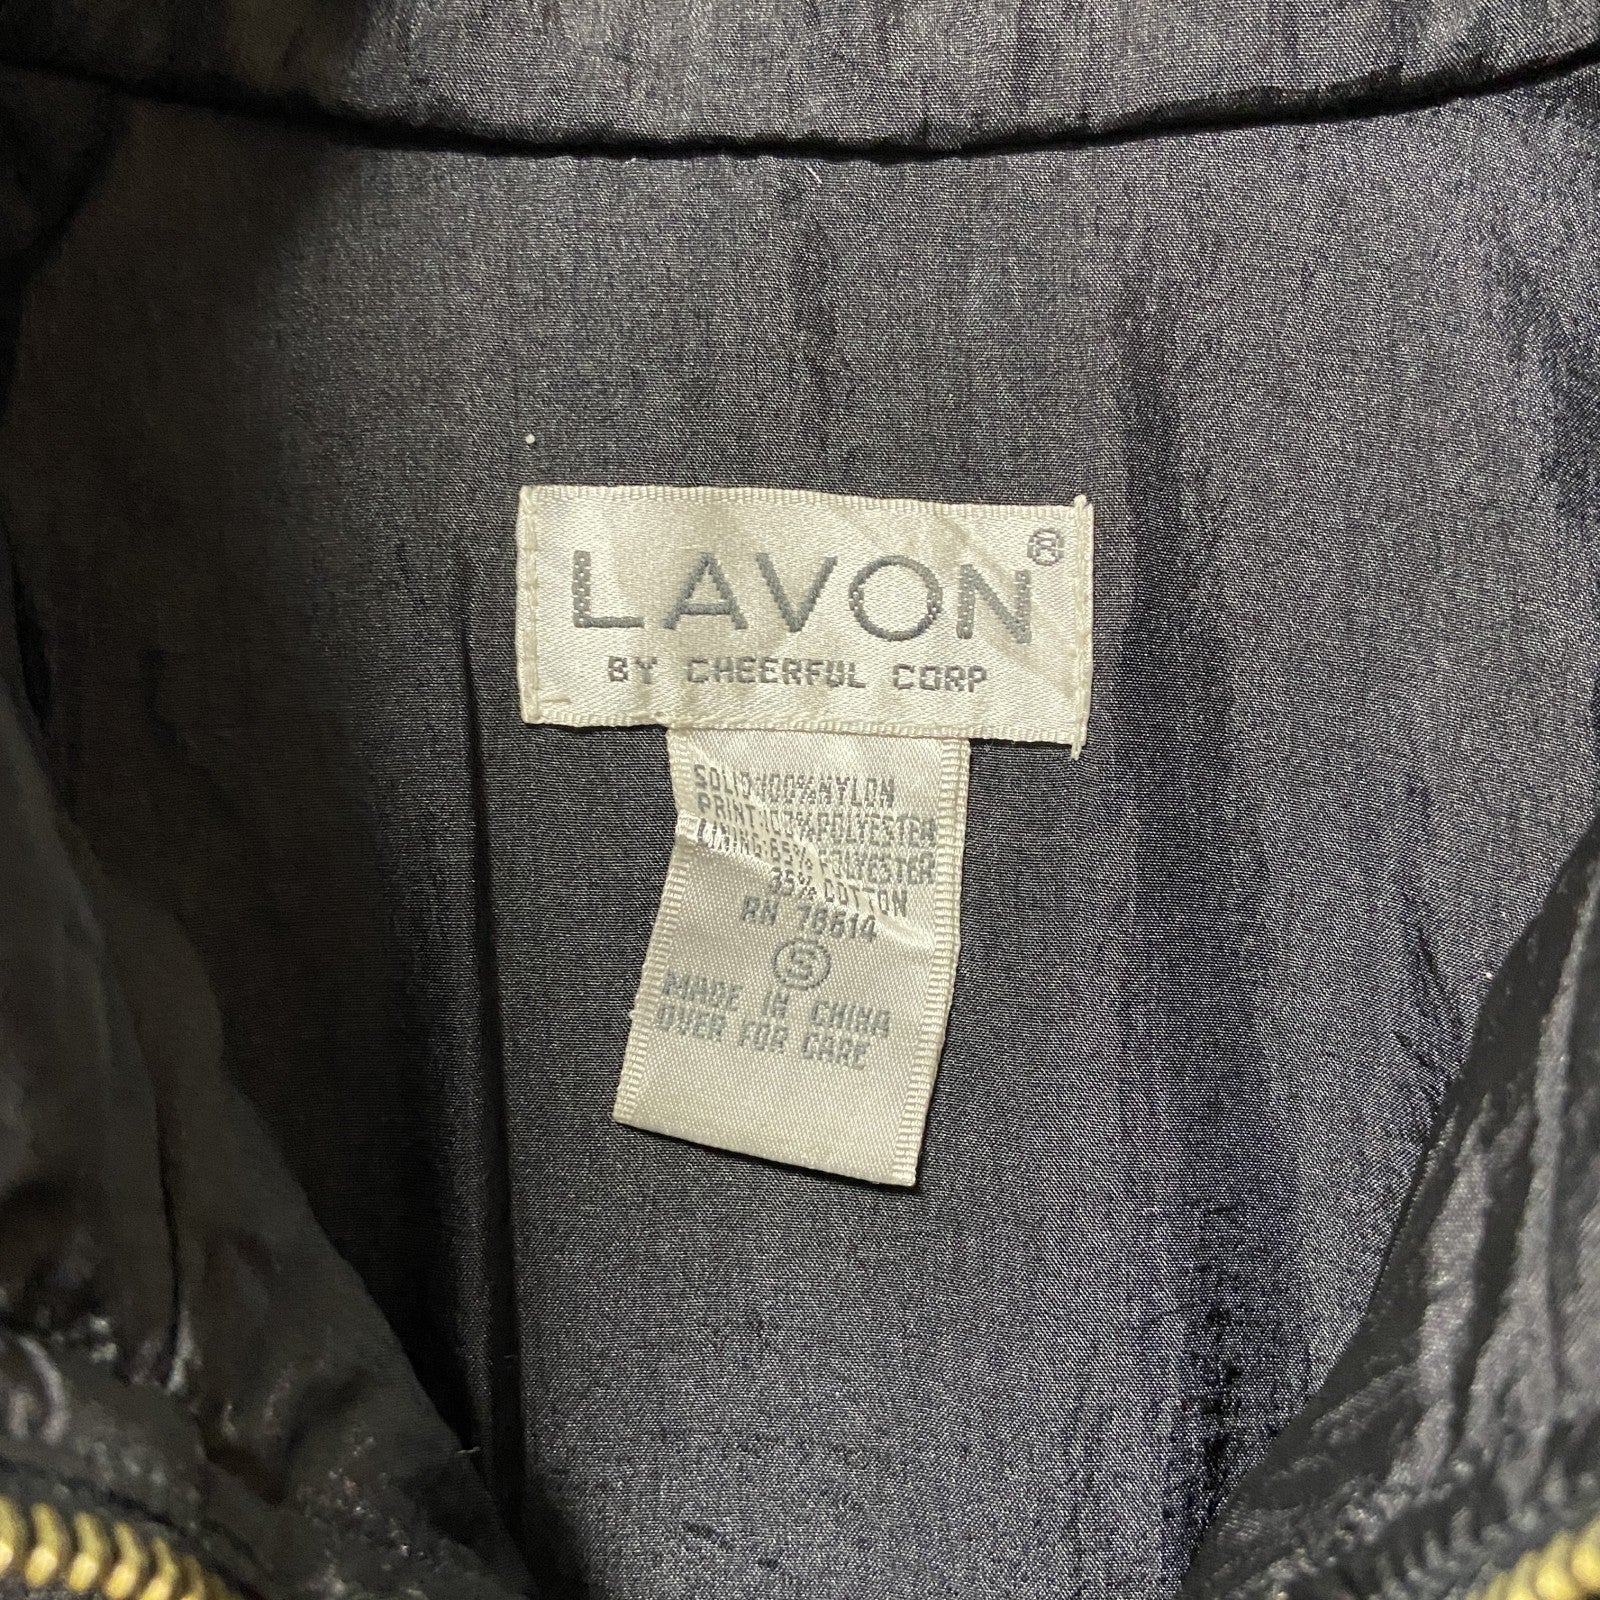 LAVON®
BY CHEERFUL CORP
SOLID:100%NYLON
PRINT:100%POLYESTER
LINING:65% POLYESTER
35% COTTON
RN 78614
S
MADE IN CHINA
OVER FOR CARE